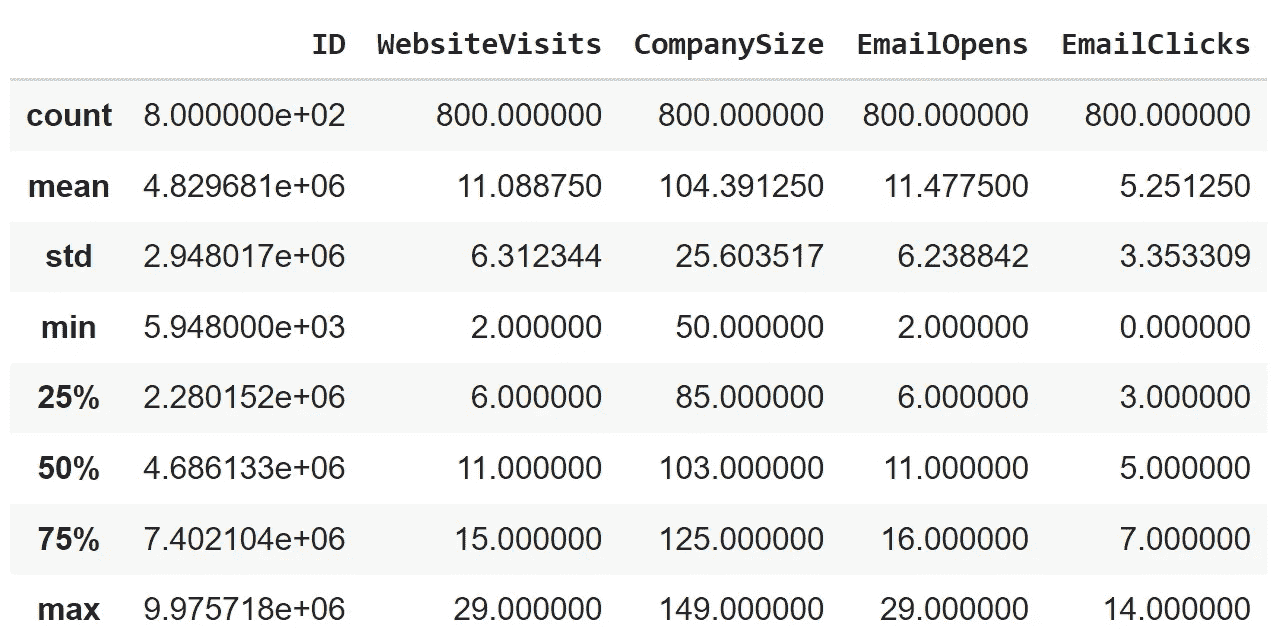 ID WebsiteVisits CompanySize EmailOpens EmailClicks
count 8.000000e+02 800.000000 800.000000 800.000000 800.000000
mean 4.829681e+06 11.088750 104.391250 11.477500 5.251250
std 2.948017e+06 6.312344 25.603517 6.238842 3.353309
min 5.948000e+03 2.000000 50.000000 2.000000 0.000000
25% 2.280152e+06 6.000000 85.000000 6.000000 3.000000
50% 4.686133e+06 11.000000 103.000000 11.000000 5.000000
75% 7.402104e+06 15.000000 125.000000 16.000000 7.000000
max 9.975718e+06 29.000000 149.000000 29.000000 14.000000